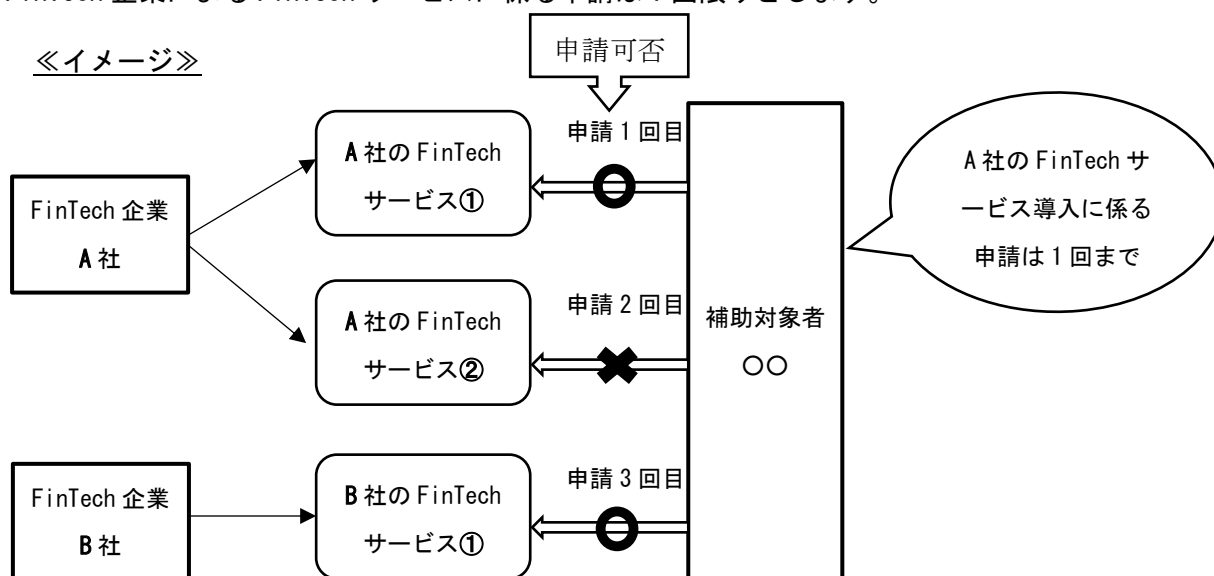 FinTech 企業による FinTech サービスに係る申請は1回限りとします。
≪イメージ≫
申請可否
FinTech 企業
A 社
A 社の FinTech
サービス①
申請 1 回目
A 社の FinTech サ
ービス導入に係る
申請は 1 回まで
A 社の FinTech
サービス②
申請 2 回目
補助対象者
○○
FinTech 企業
B 社
B 社の FinTech
サービス①
申請 3 回目